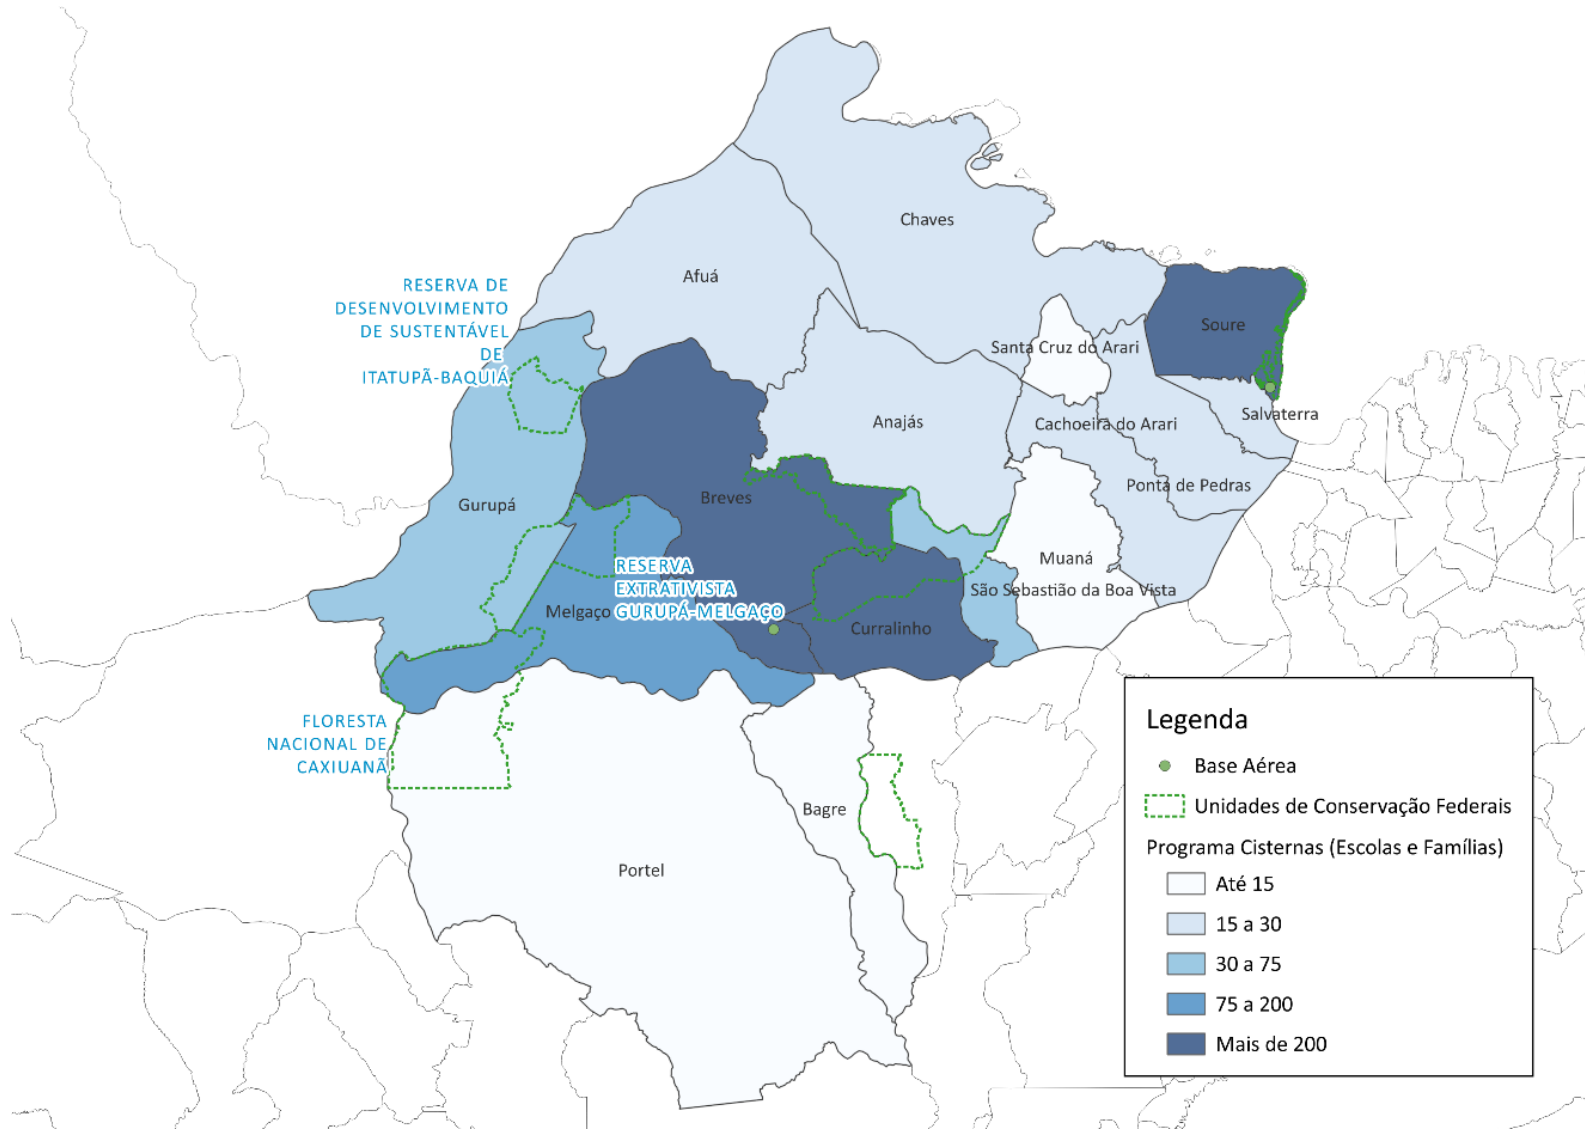 Chaves
Afuá
RESERVA DE
DESENVOLVIMENTO
DE SUSTENTÁVEL
DE
ITATUPÃ-BAQUIÁ
Soure
Santa Cruz do Arari
Salvaterra
Anajás
Cachoeira do Arari
Ponta de Pedras
Gurupá
Breves
Muaná
RESERVA
EXTRATIVISTA
GURUPÁ-MELGAÇO
Melgaço
São Sebastião da Boa Vista
Curralinho
FLORESTA
NACIONAL DE
CAXIUANÃ
Bagre
Portel
Legenda
Base Aérea
Unidades de Conservação Federais
Programa Cisternas (Escolas e Famílias)
Até 15
15 a 30
30 a 75
75 a 200
Mais de 200